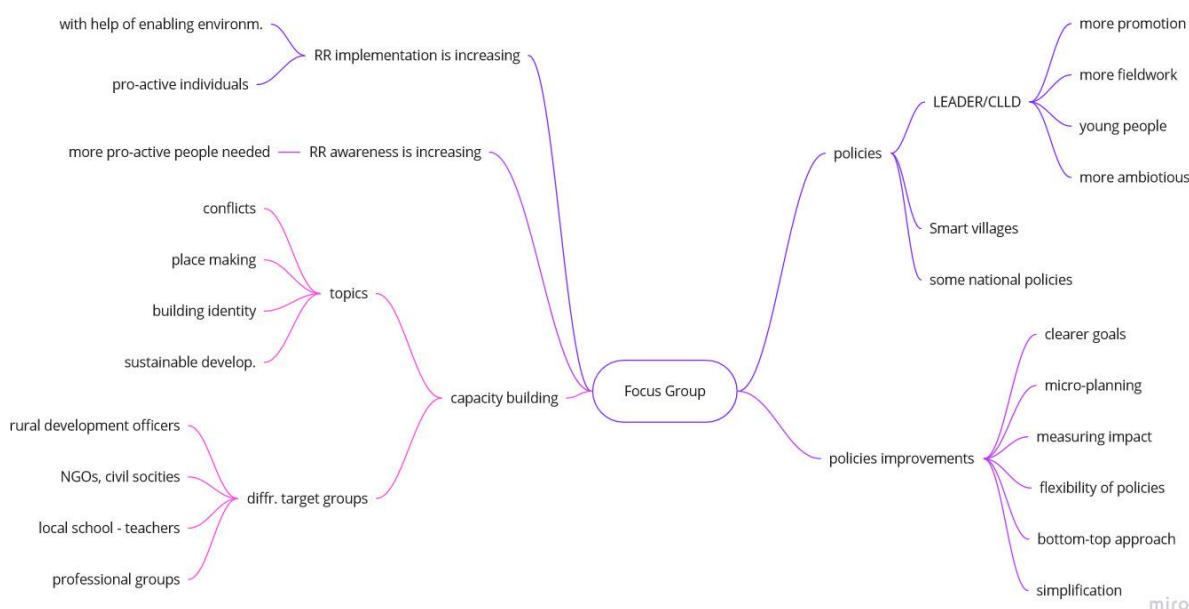 with help of enabling environm.
pro-active individuals
RR implementation is increasing
more pro-active people needed
RR awareness is increasing
conflicts
place making
building identity
sustainable develop.
topics
rural development officers
NGOs, civil socities
local school - teachers
professional groups
diffr. target groups
capacity building
Focus Group
policies
LEADER/CLLD
more promotion
more fieldwork
young people
more ambiotious
Smart villages
some national policies
policies improvements
clearer goals
micro-planning
measuring impact
flexibility of policies
bottom-top approach
simplification
miro